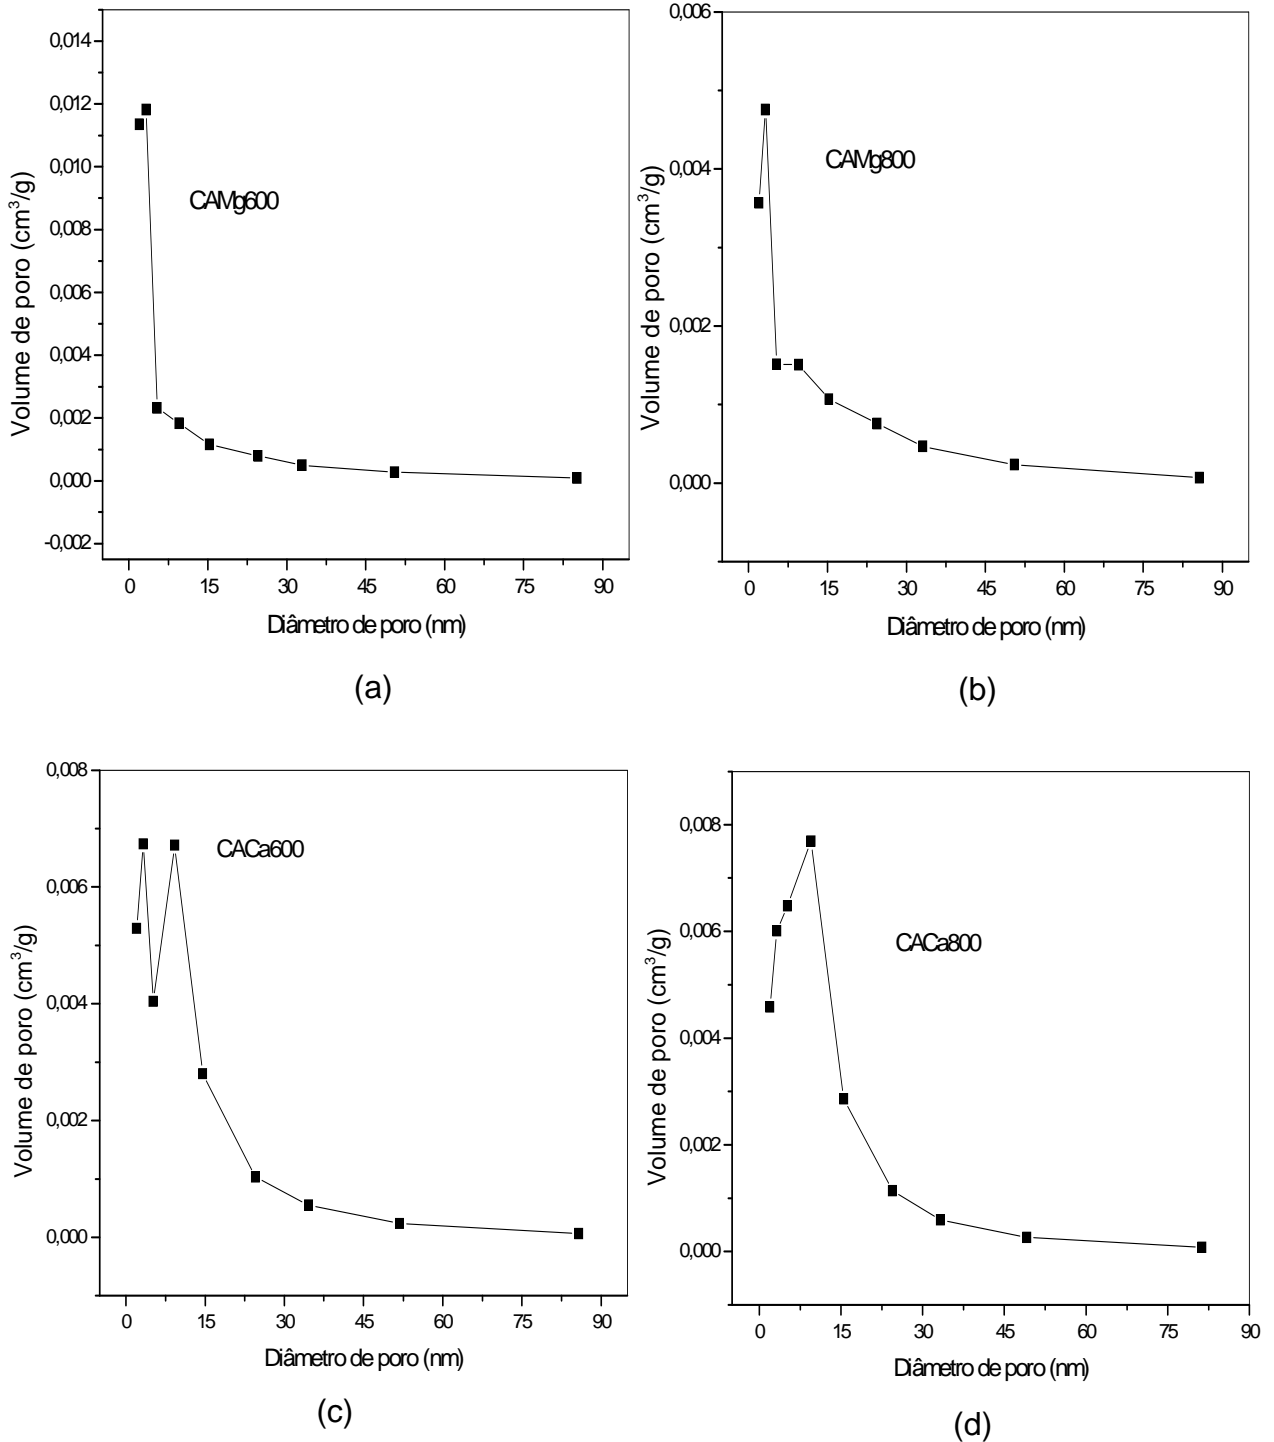 0,014
0,012
0,010
0,008
0,006
0,004
0,002
0,000
-0,002
Volume de poro (cm³/g)
CAMg600
0 15 30 45 60 75 90
Diâmetro de poro (nm)
(a)
0,006
0,004
0,002
0,000
Volume de poro (cm³/g)
CAMg800
0 15 30 45 60 75 90
Diâmetro de poro (nm)
(b)
0,008
0,006
0,004
0,002
0,000
Volume de poro (cm³/g)
CACa600
0 15 30 45 60 75 90
Diâmetro de poro (nm)
(c)
0,008
0,006
0,004
0,002
0,000
Volume de poro (cm³/g)
CACa800
0 15 30 45 60 75 90
Diâmetro de poro (nm)
(d)